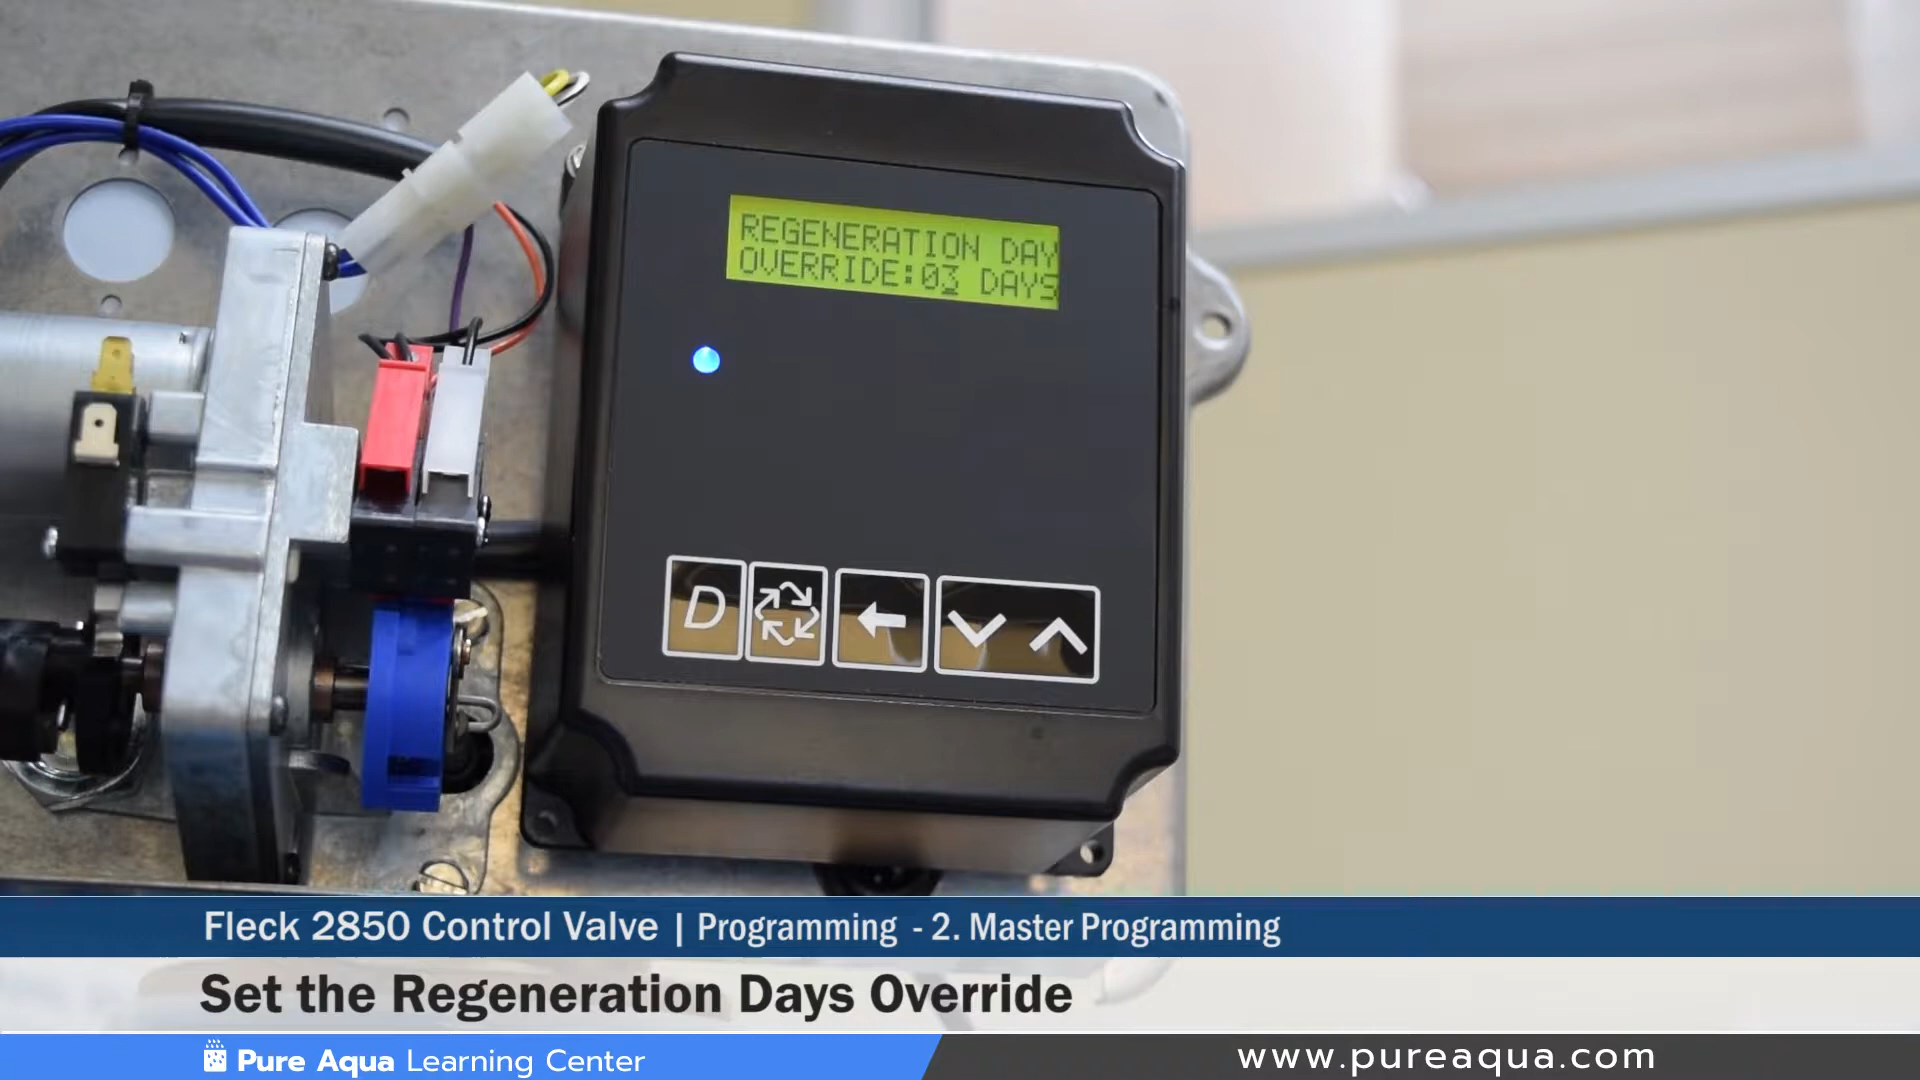 REGENERATION DAY
OVERRIDE:03 DAYS
D
Fleck 2850 Control Valve | Programming - 2. Master Programming
Set the Regeneration Days Override
Pure Aqua Learning Center
www.pureaqua.com